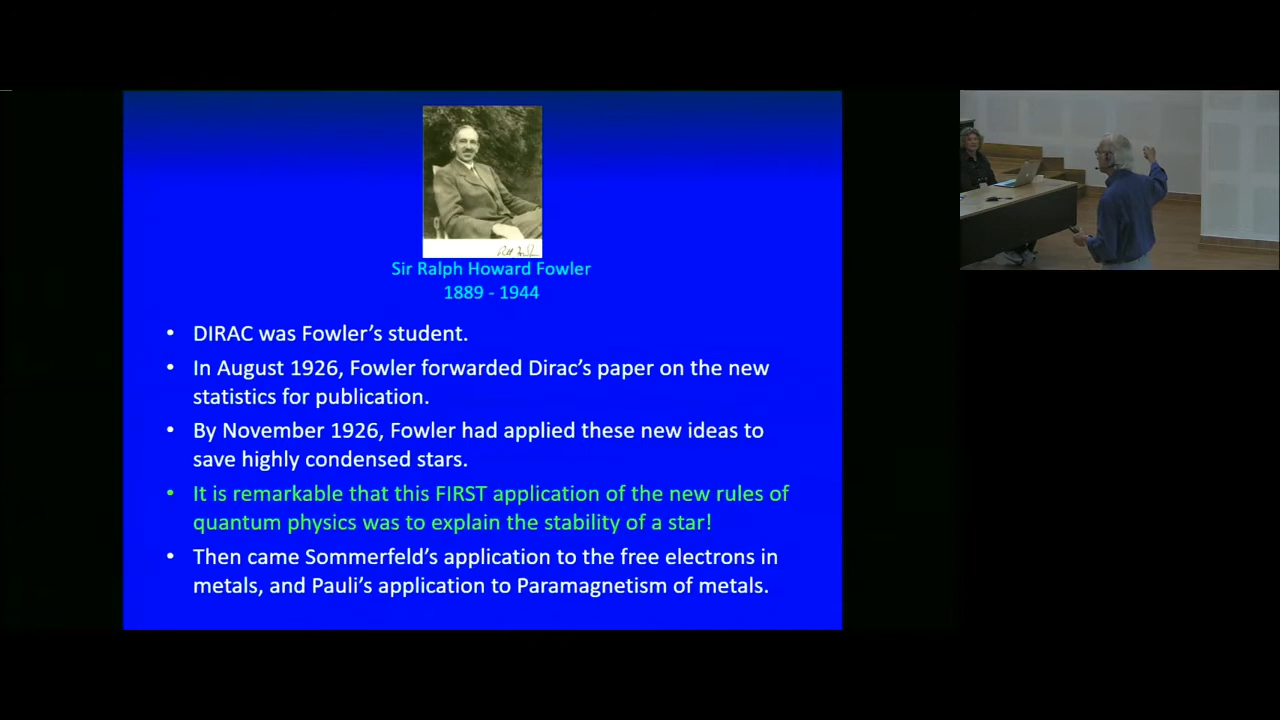 Sir Ralph Howard Fowler
1889 - 1944
• DIRAC was Fowler's student.
• In August 1926, Fowler forwarded Dirac's paper on the new
statistics for publication.
• By November 1926, Fowler had applied these new ideas to
save highly condensed stars.
• It is remarkable that this FIRST application of the new rules of
quantum physics was to explain the stability of a star!
• Then came Sommerfeld's application to the free electrons in
metals, and Pauli's application to Paramagnetism of metals.